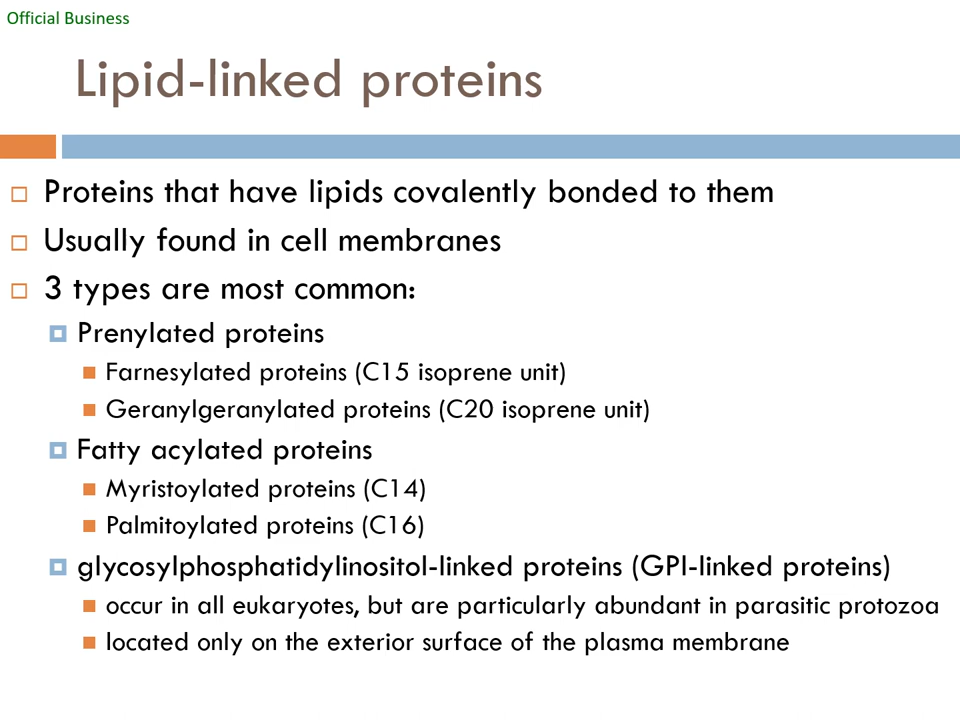 Official Business
Lipid-linked proteins
Proteins that have lipids covalently bonded to them
Usually found in cell membranes
3 types are most common:
Prenylated proteins
Farnesylated proteins (C15 isoprene unit)
Geranylgeranylated proteins (C20 isoprene unit)
Fatty acylated proteins
Myristoylated proteins (C14)
Palmitoylated proteins (C16)
glycosylphosphatidylinositol-linked proteins (GPI-linked proteins)
occur in all eukaryotes, but are particularly abundant in parasitic protozoa
located only on the exterior surface of the plasma membrane